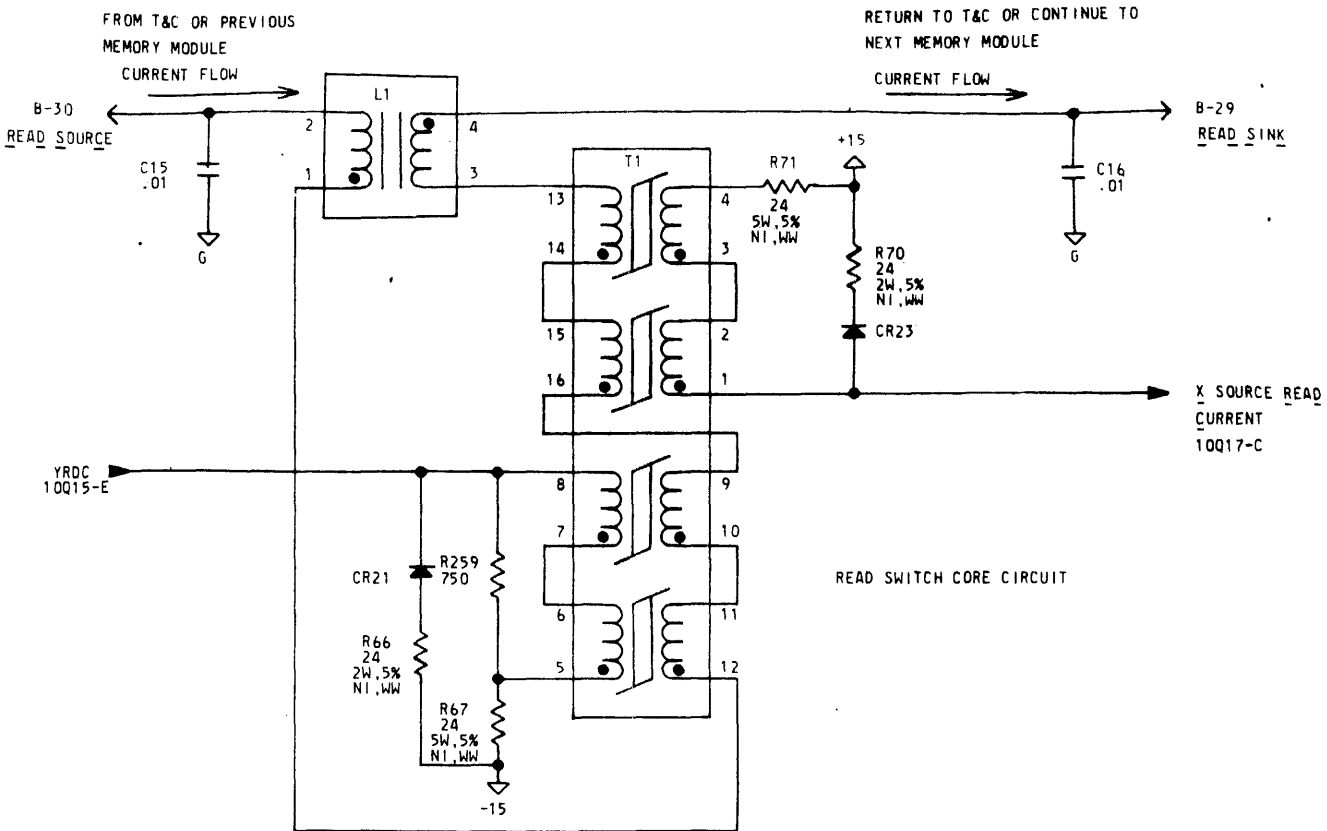 FROM T&C OR PREVIOUS
MEMORY MODULE
CURRENT FLOW
RETURN TO T&C OR CONTINUE TO
NEXT MEMORY MODULE
CURRENT FLOW
B-30
READ SOURCE
L1
2
4
1
3
B-29
READ SINK
C15
.01
G
C16
.01
G
T1
13
4
14
3
15
2
16
1
8
9
7
10
6
11
5
12
R71
24
5W,5%
NI,WW
+15
R70
24
2W,5%
NI,WW
CR23
X SOURCE READ
CURRENT
10Q17-C
YRDC
10Q15-E
CR21
R259
750
R66
24
2W,5%
NI,WW
R67
24
5W,5%
NI,WW
-15
READ SWITCH CORE CIRCUIT